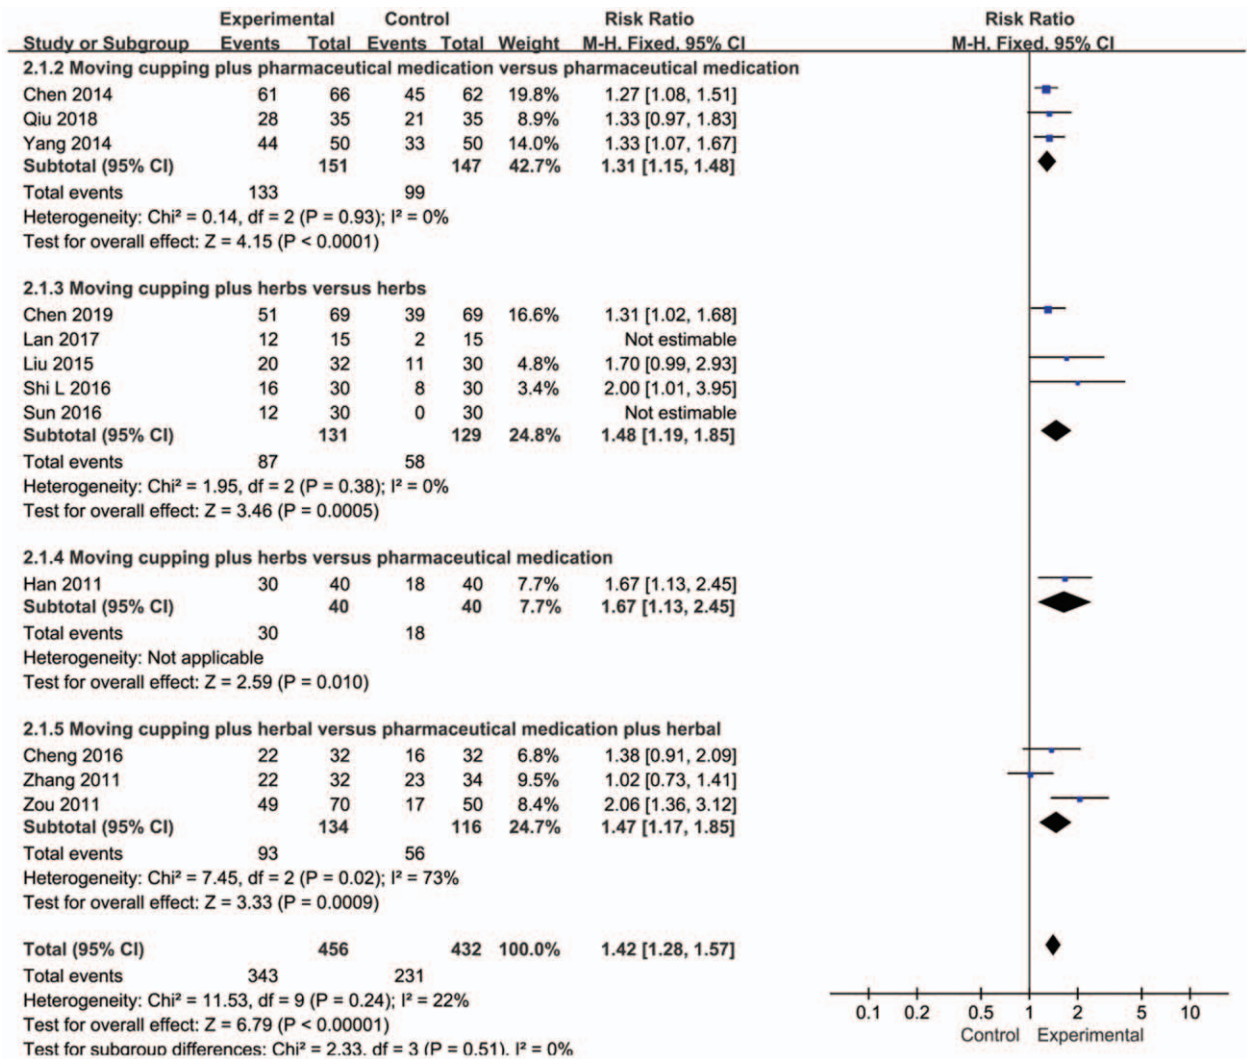 Experimental Control Risk Ratio Risk Ratio
Study or Subgroup Events Total Events Total Weight M-H, Fixed, 95% CI M-H, Fixed, 95% CI
2.1.2 Moving cupping plus pharmaceutical medication versus pharmaceutical medication
Chen 2014 61 66 45 62 19.8% 1.27 [1.08, 1.51]
Qiu 2018 28 35 21 35 8.9% 1.33 [0.97, 1.83]
Yang 2014 44 50 33 50 14.0% 1.33 [1.07, 1.67]
Subtotal (95% CI) 151 147 42.7% 1.31 [1.15, 1.48]
Total events 133 99
Heterogeneity: Chi² = 0.14, df = 2 (P = 0.93); I² = 0%
Test for overall effect: Z = 4.15 (P < 0.0001)
2.1.3 Moving cupping plus herbs versus herbs
Chen 2019 51 69 39 69 16.6% 1.31 [1.02, 1.68]
Lan 2017 12 15 2 15 Not estimable
Liu 2015 20 32 11 30 4.8% 1.70 [0.99, 2.93]
Shi L 2016 16 30 8 30 3.4% 2.00 [1.01, 3.95]
Sun 2016 12 30 0 30 Not estimable
Subtotal (95% CI) 131 129 24.8% 1.48 [1.19, 1.85]
Total events 87 58
Heterogeneity: Chi² = 1.95, df = 2 (P = 0.38); I² = 0%
Test for overall effect: Z = 3.46 (P = 0.0005)
2.1.4 Moving cupping plus herbs versus pharmaceutical medication
Han 2011 30 40 18 40 7.7% 1.67 [1.13, 2.45]
Subtotal (95% CI) 40 40 7.7% 1.67 [1.13, 2.45]
Total events 30 18
Heterogeneity: Not applicable
Test for overall effect: Z = 2.59 (P = 0.010)
2.1.5 Moving cupping plus herbal versus pharmaceutical medication plus herbal
Cheng 2016 22 32 16 32 6.8% 1.38 [0.91, 2.09]
Zhang 2011 22 32 23 34 9.5% 1.02 [0.73, 1.41]
Zou 2011 49 70 17 50 8.4% 2.06 [1.36, 3.12]
Subtotal (95% CI) 134 116 24.7% 1.47 [1.17, 1.85]
Total events 93 56
Heterogeneity: Chi² = 7.45, df = 2 (P = 0.02); I² = 73%
Test for overall effect: Z = 3.33 (P = 0.0009)
Total (95% CI) 456 432 100.0% 1.42 [1.28, 1.57]
Total events 343 231
Heterogeneity: Chi² = 11.53, df = 9 (P = 0.24); I² = 22%
Test for overall effect: Z = 6.79 (P < 0.00001)
Test for subgroup differences: Chi² = 2.33, df = 3 (P = 0.51), I² = 0%
0.1 0.2 0.5 1 2 5 10
Control Experimental